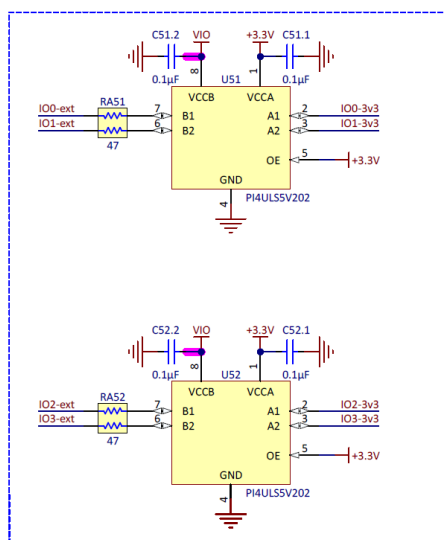 C51.2 VIO +3.3V C51.1
0.1µF 0.1µF
8 1 U51
VCCB VCCA
IO0-ext RA51 7 B1 A1 2 IO0-3v3
IO1-ext 6 B2 A2 3 IO1-3v3
47
OE 5 +3.3V
GND
4 PI4ULS5V202
C52.2 VIO +3.3V C52.1
0.1µF 0.1µF
8 1 U52
VCCB VCCA
IO2-ext RA52 7 B1 A1 2 IO2-3v3
IO3-ext 6 B2 A2 3 IO3-3v3
47
OE 5 +3.3V
GND
4 PI4ULS5V202